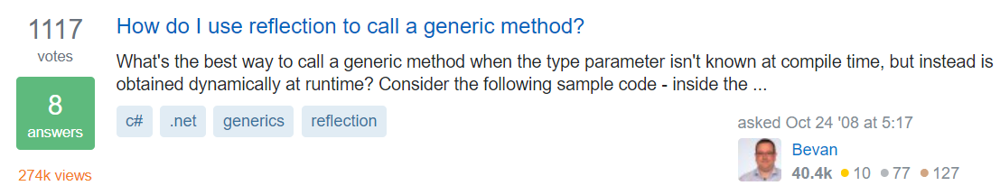 1117
votes
8
answers
274k views
How do I use reflection to call a generic method?
What's the best way to call a generic method when the type parameter isn't known at compile time, but instead is
obtained dynamically at runtime? Consider the following sample code - inside the ...
c# .net generics reflection
asked Oct 24 '08 at 5:17
Bevan
40.4k 10 77 127